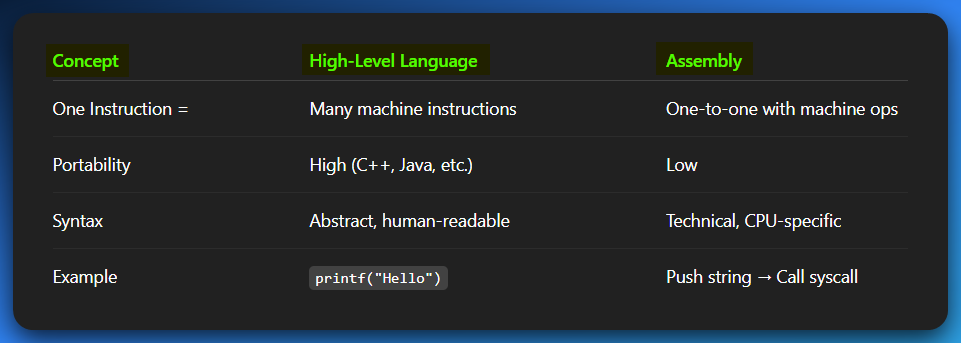 Concept High-Level Language Assembly
One Instruction = Many machine instructions One-to-one with machine ops
Portability High (C++, Java, etc.) Low
Syntax Abstract, human-readable Technical, CPU-specific
Example printf("Hello") Push string → Call syscall